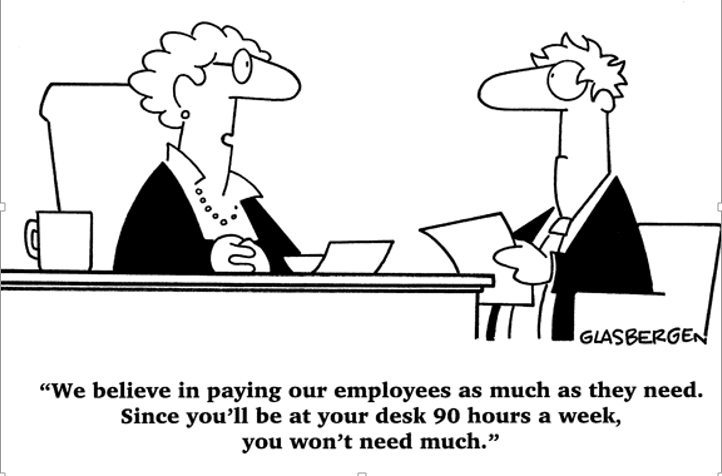 GLASBERGEN
“We believe in paying our employees as much as they need.
Since you’ll be at your desk 90 hours a week,
you won’t need much.”